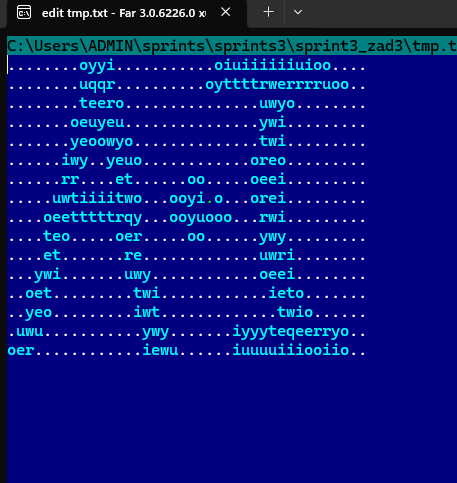 edit tmp.txt - Far 3.0.6226.0 x
C:\Users\ADMIN\sprints\sprints3\sprint3_zad3\tmp.t
........oyyi...........oiuiiiiiiuioo....
........uqqr..........oyttttrwerrrruoo..
........teero...............uwyo........
.......oeuyeu...............ywi.........
.......yeoowyo..............twi.........
......iwy..yeuo............oreo.........
......rr....et......oo.....oeei.........
.....uwtiiiitwo...ooyi.o...orei.........
....oeetttttrqy...ooyuooo...rwi.........
....teo.....oer.....oo......ywy.........
....et.......re.............uwri........
...ywi.......uwy............oeei........
..oet.........twi............ieto.......
..yeo.........iwt.............twio......
.uwu...........ywy.......iyyyteqeerryo..
oer............iewu......iuuuuiiiooiio..